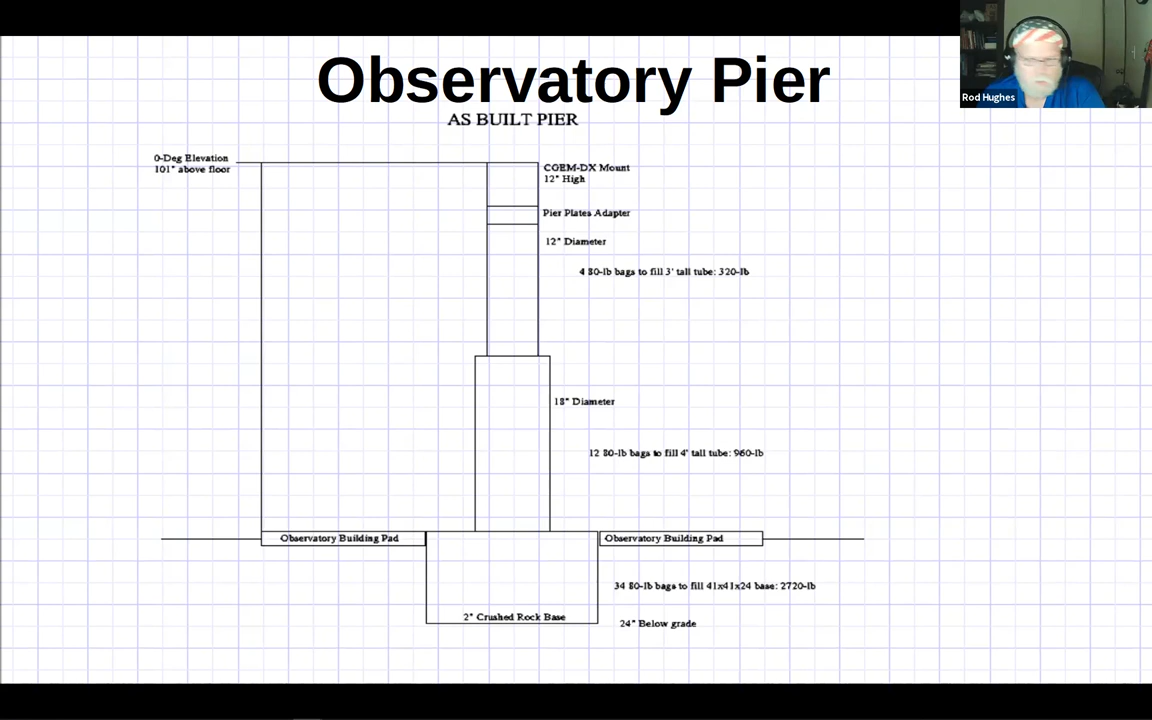 Observatory Pier
Rod Hughes
AS BUILT PIER
0-Deg Elevation
101" above floor
CGEM-DX Mount
12" High
Pier Plates Adapter
12" Diameter
4 80-lb bags to fill 3' tall tube: 320-lb
18" Diameter
12 80-lb bags to fill 4' tall tube: 960-lb
Observatory Building Pad
Observatory Building Pad
34 80-lb bags to fill 41x41x24 base: 2720-lb
2" Crushed Rock Base
24" Below grade